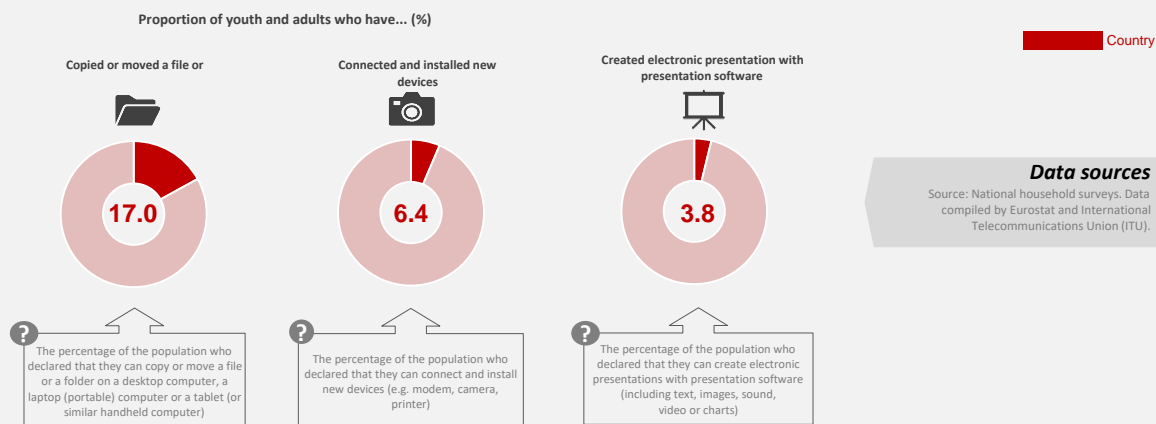 Proportion of youth and adults who have... (%)
Country
Copied or moved a file or
Connected and installed new
devices
Created electronic presentation with
presentation software
17.0
6.4
3.8
Data sources
Source: National household surveys. Data
compiled by Eurostat and International
Telecommunications Union (ITU).
?
The percentage of the population who
declared that they can copy or move a file
or a folder on a desktop computer, a
laptop (portable) computer or a tablet (or
similar handheld computer)
?
The percentage of the population who
declared that they can connect and install
new devices (e.g. modem, camera,
printer)
?
The percentage of the population who
declared that they can create electronic
presentations with presentation software
(including text, images, sound,
video or charts)